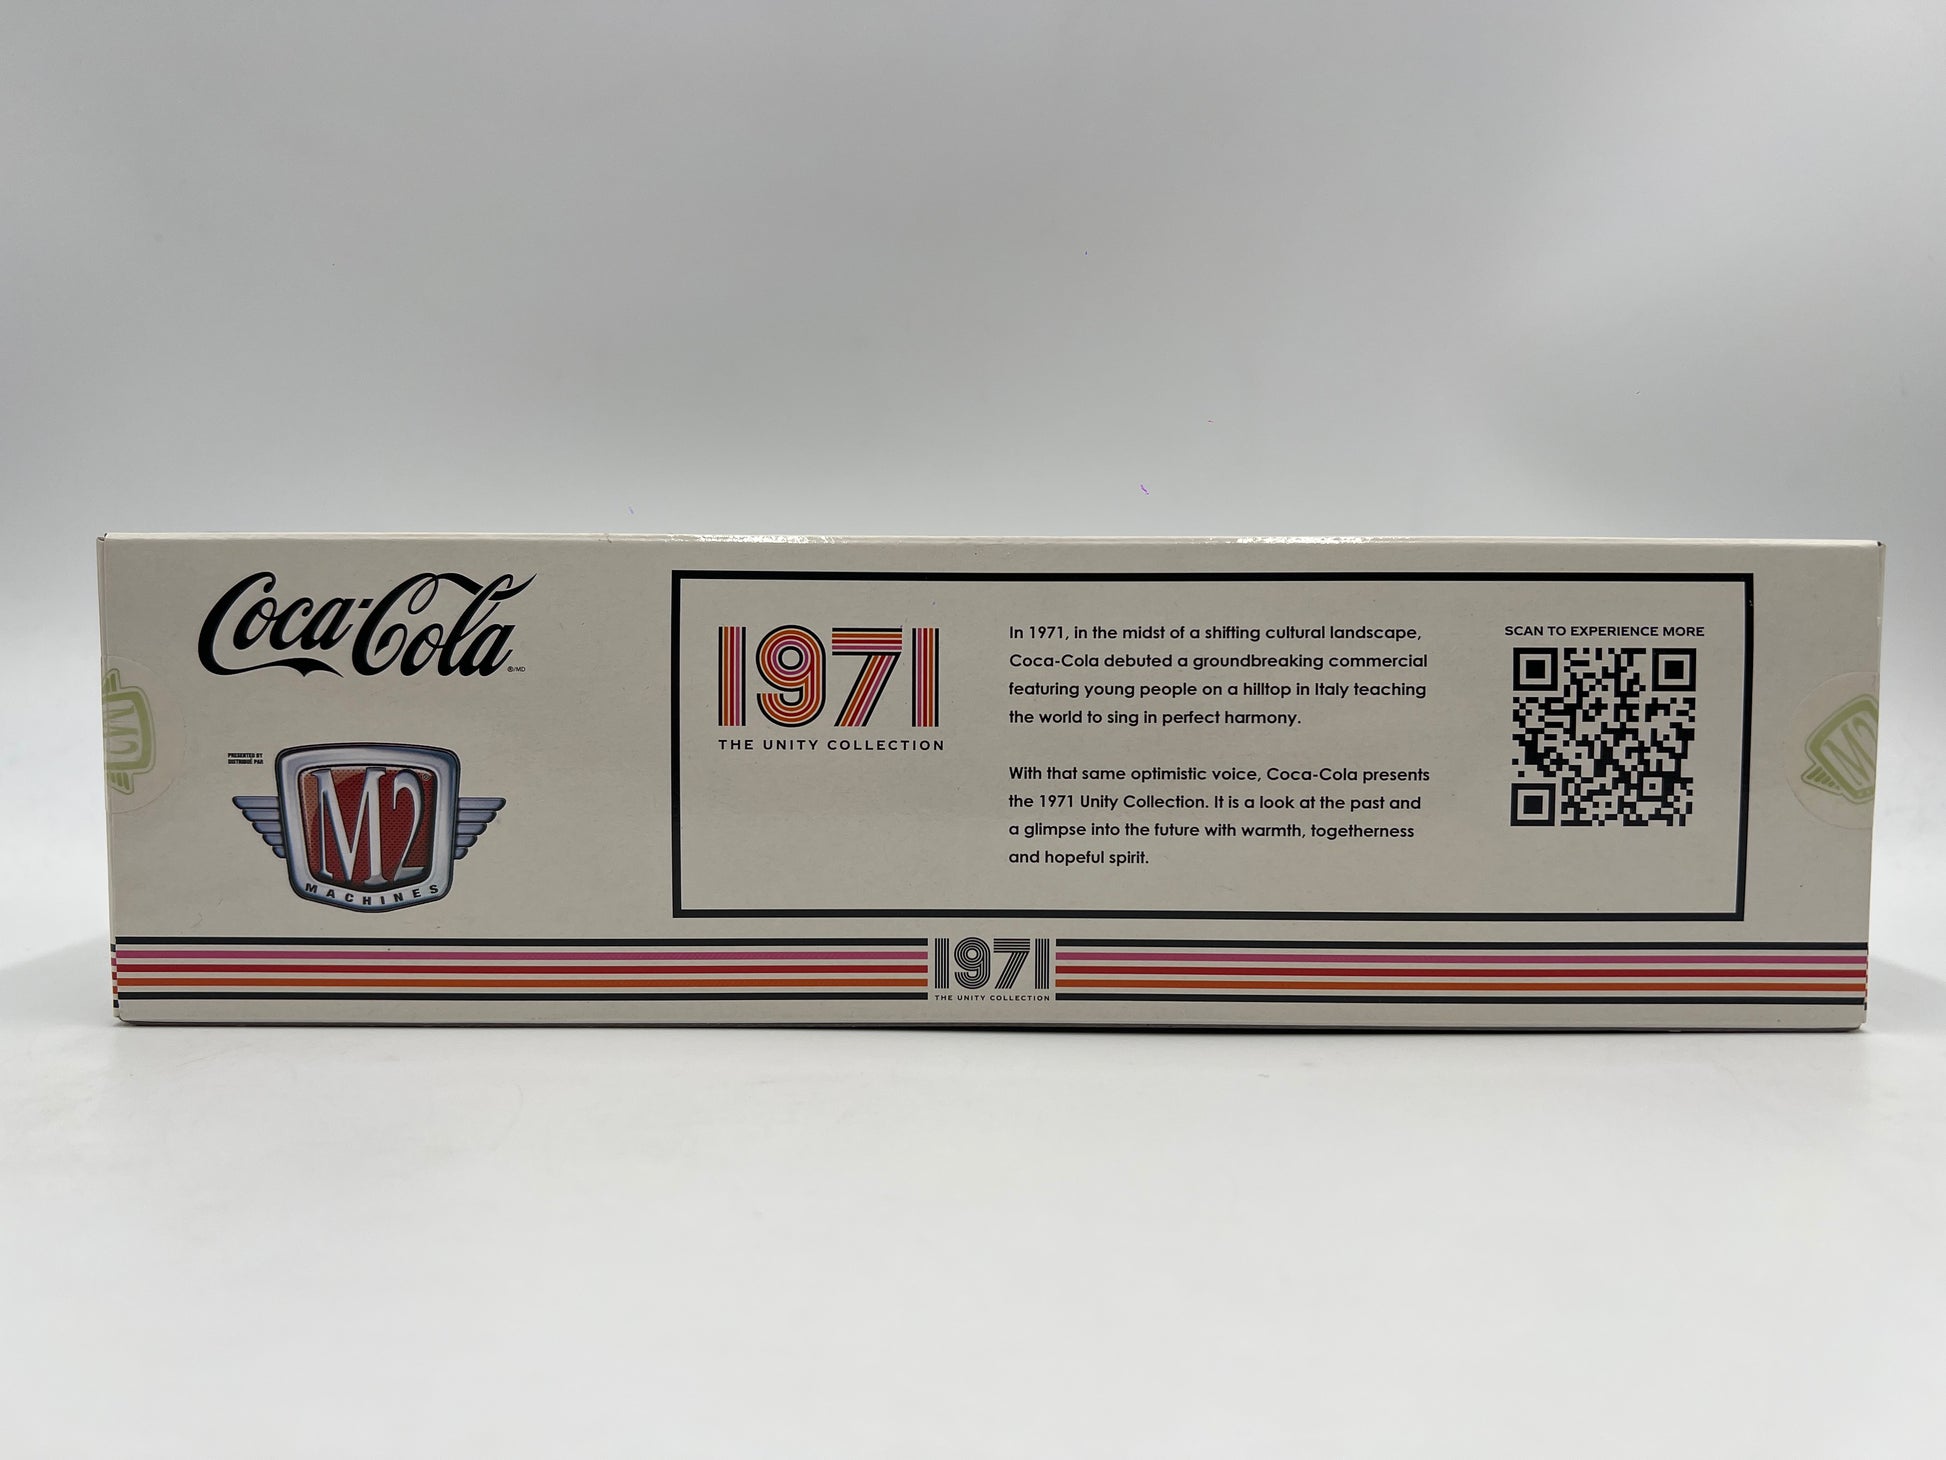 Coca-Cola
®/MD
PRESENTED BY
DISTRIBUÉ PAR
M2
MACHINES
1971
THE UNITY COLLECTION
In 1971, in the midst of a shifting cultural landscape,
Coca-Cola debuted a groundbreaking commercial
featuring young people on a hilltop in Italy teaching
the world to sing in perfect harmony.
With that same optimistic voice, Coca-Cola presents
the 1971 Unity Collection. It is a look at the past and
a glimpse into the future with warmth, togetherness
and hopeful spirit.
SCAN TO EXPERIENCE MORE
M2
M2
1971
THE UNITY COLLECTION